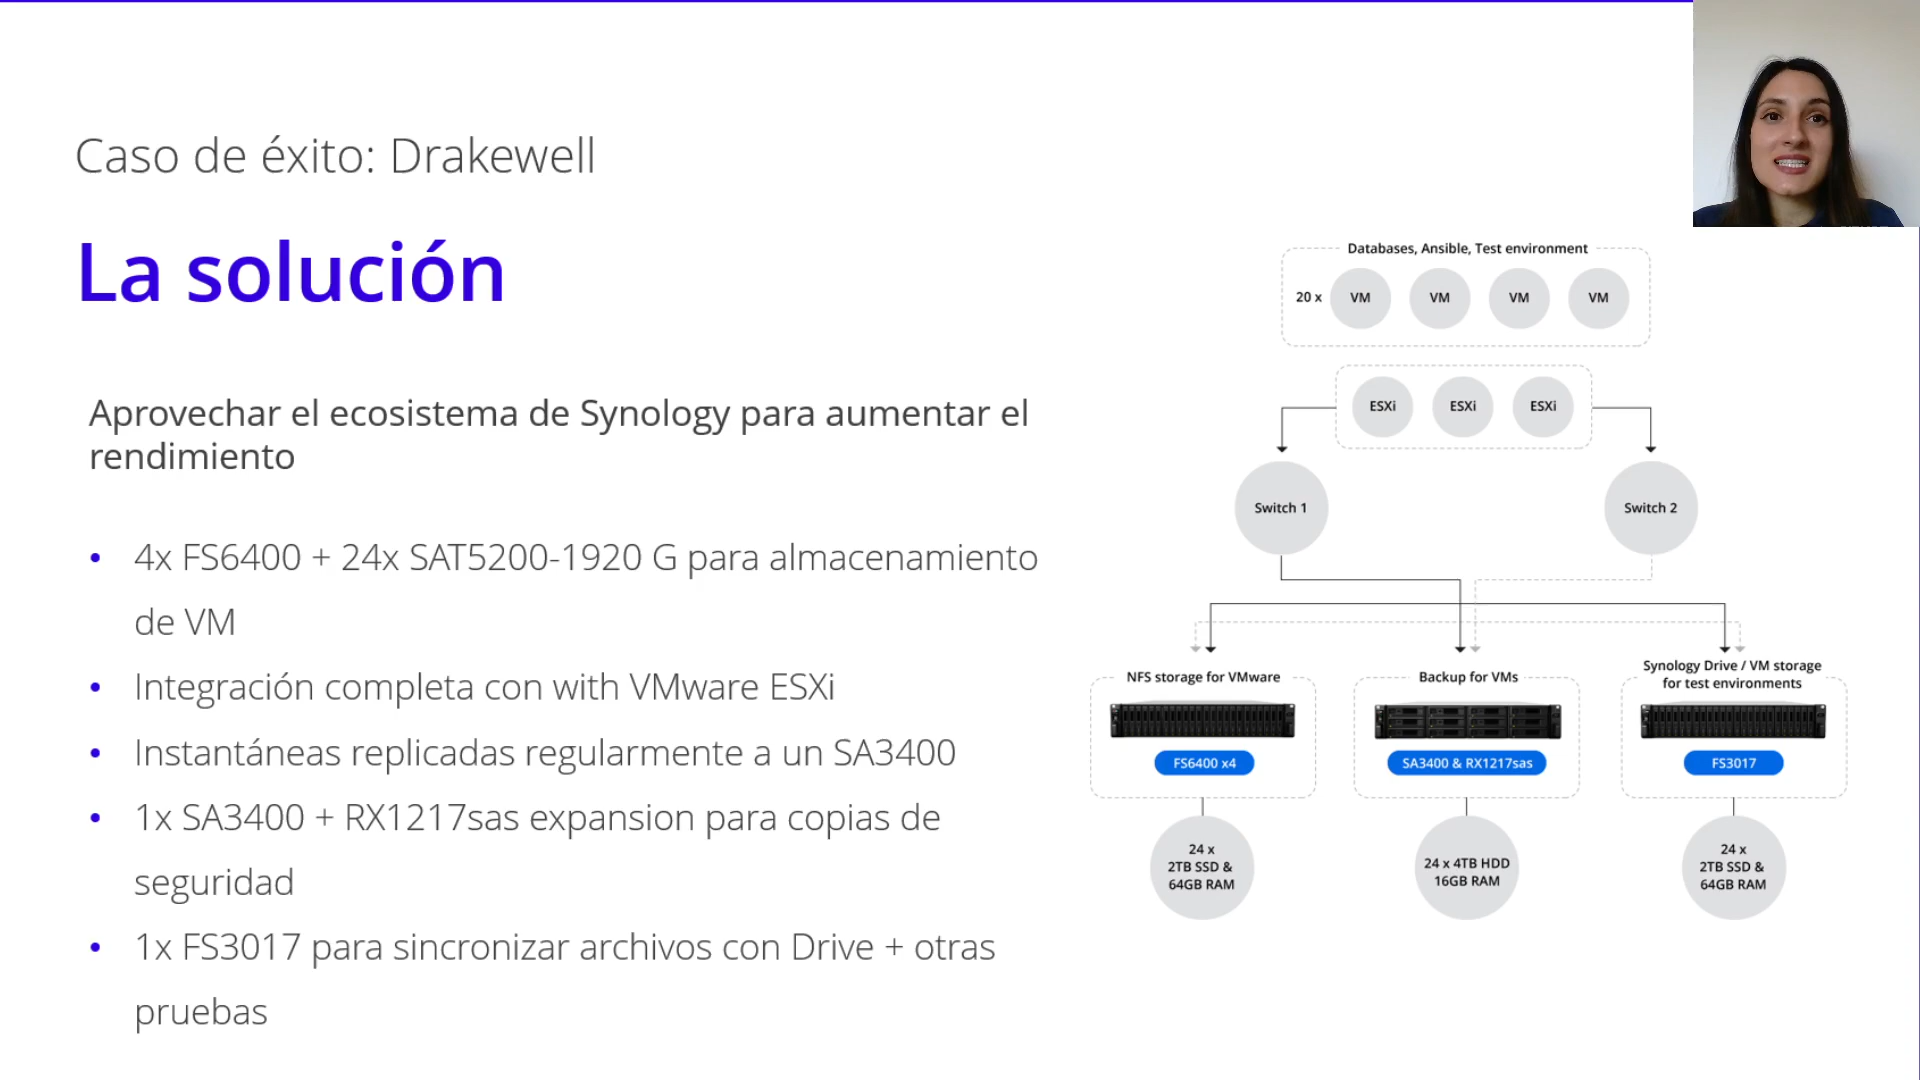 Caso de éxito: Drakewell
La solución
Aprovechar el ecosistema de Synology para aumentar el
rendimiento
• 4x FS6400 + 24x SAT5200-1920 G para almacenamiento
de VM
• Integración completa con with VMware ESXi
• Instantáneas replicadas regularmente a un SA3400
• 1x SA3400 + RX1217sas expansion para copias de
seguridad
• 1x FS3017 para sincronizar archivos con Drive + otras
pruebas
Databases, Ansible, Test environment
20 x VM VM VM VM
ESXi ESXi ESXi
Switch 1
Switch 2
NFS storage for VMware
FS6400 x4
24 x
2TB SSD &
64GB RAM
Backup for VMs
SA3400 & RX1217sas
24 x 4TB HDD
16GB RAM
Synology Drive / VM storage
for test environments
FS3017
24 x
2TB SSD &
64GB RAM